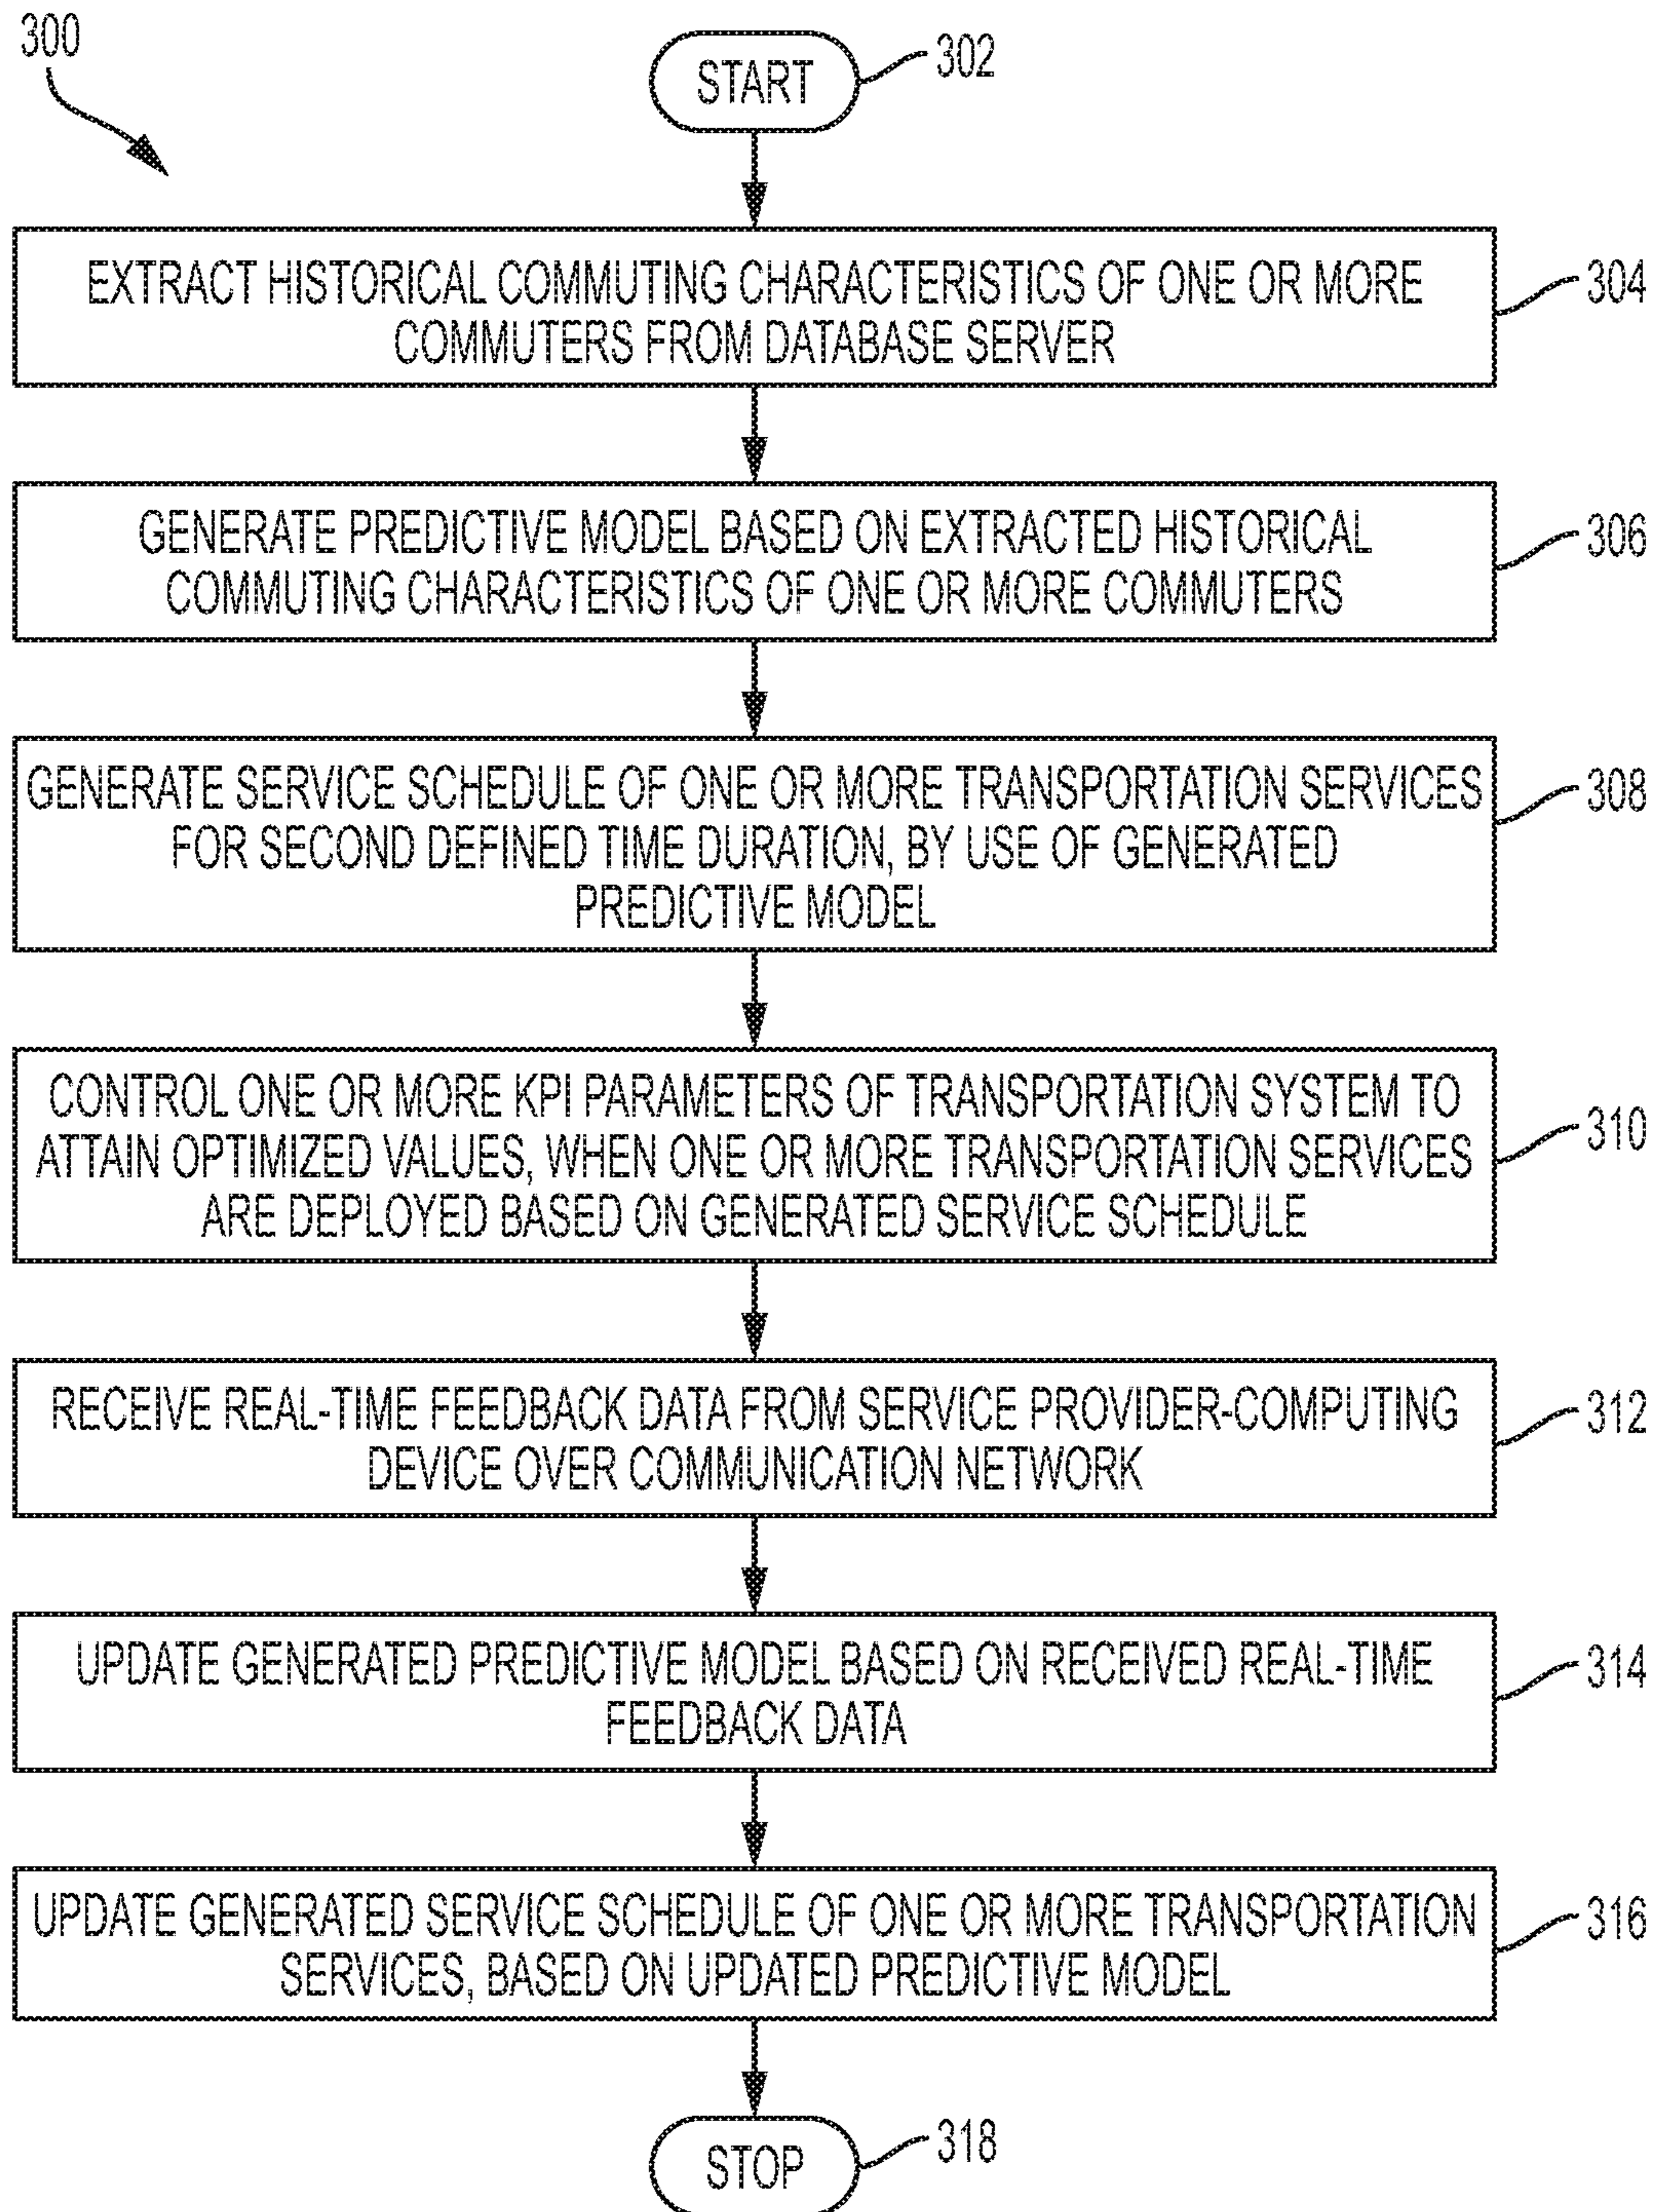 300
START
302
EXTRACT HISTORICAL COMMUTING CHARACTERISTICS OF ONE OR MORE
COMMUTERS FROM DATABASE SERVER
304
GENERATE PREDICTIVE MODEL BASED ON EXTRACTED HISTORICAL
COMMUTING CHARACTERISTICS OF ONE OR MORE COMMUTERS
306
GENERATE SERVICE SCHEDULE OF ONE OR MORE TRANSPORTATION SERVICES
FOR SECOND DEFINED TIME DURATION, BY USE OF GENERATED
PREDICTIVE MODEL
308
CONTROL ONE OR MORE KPI PARAMETERS OF TRANSPORTATION SYSTEM TO
ATTAIN OPTIMIZED VALUES, WHEN ONE OR MORE TRANSPORTATION SERVICES
ARE DEPLOYED BASED ON GENERATED SERVICE SCHEDULE
310
RECEIVE REAL-TIME FEEDBACK DATA FROM SERVICE PROVIDER-COMPUTING
DEVICE OVER COMMUNICATION NETWORK
312
UPDATE GENERATED PREDICTIVE MODEL BASED ON RECEIVED REAL-TIME
FEEDBACK DATA
314
UPDATE GENERATED SERVICE SCHEDULE OF ONE OR MORE TRANSPORTATION
SERVICES, BASED ON UPDATED PREDICTIVE MODEL
316
STOP
318